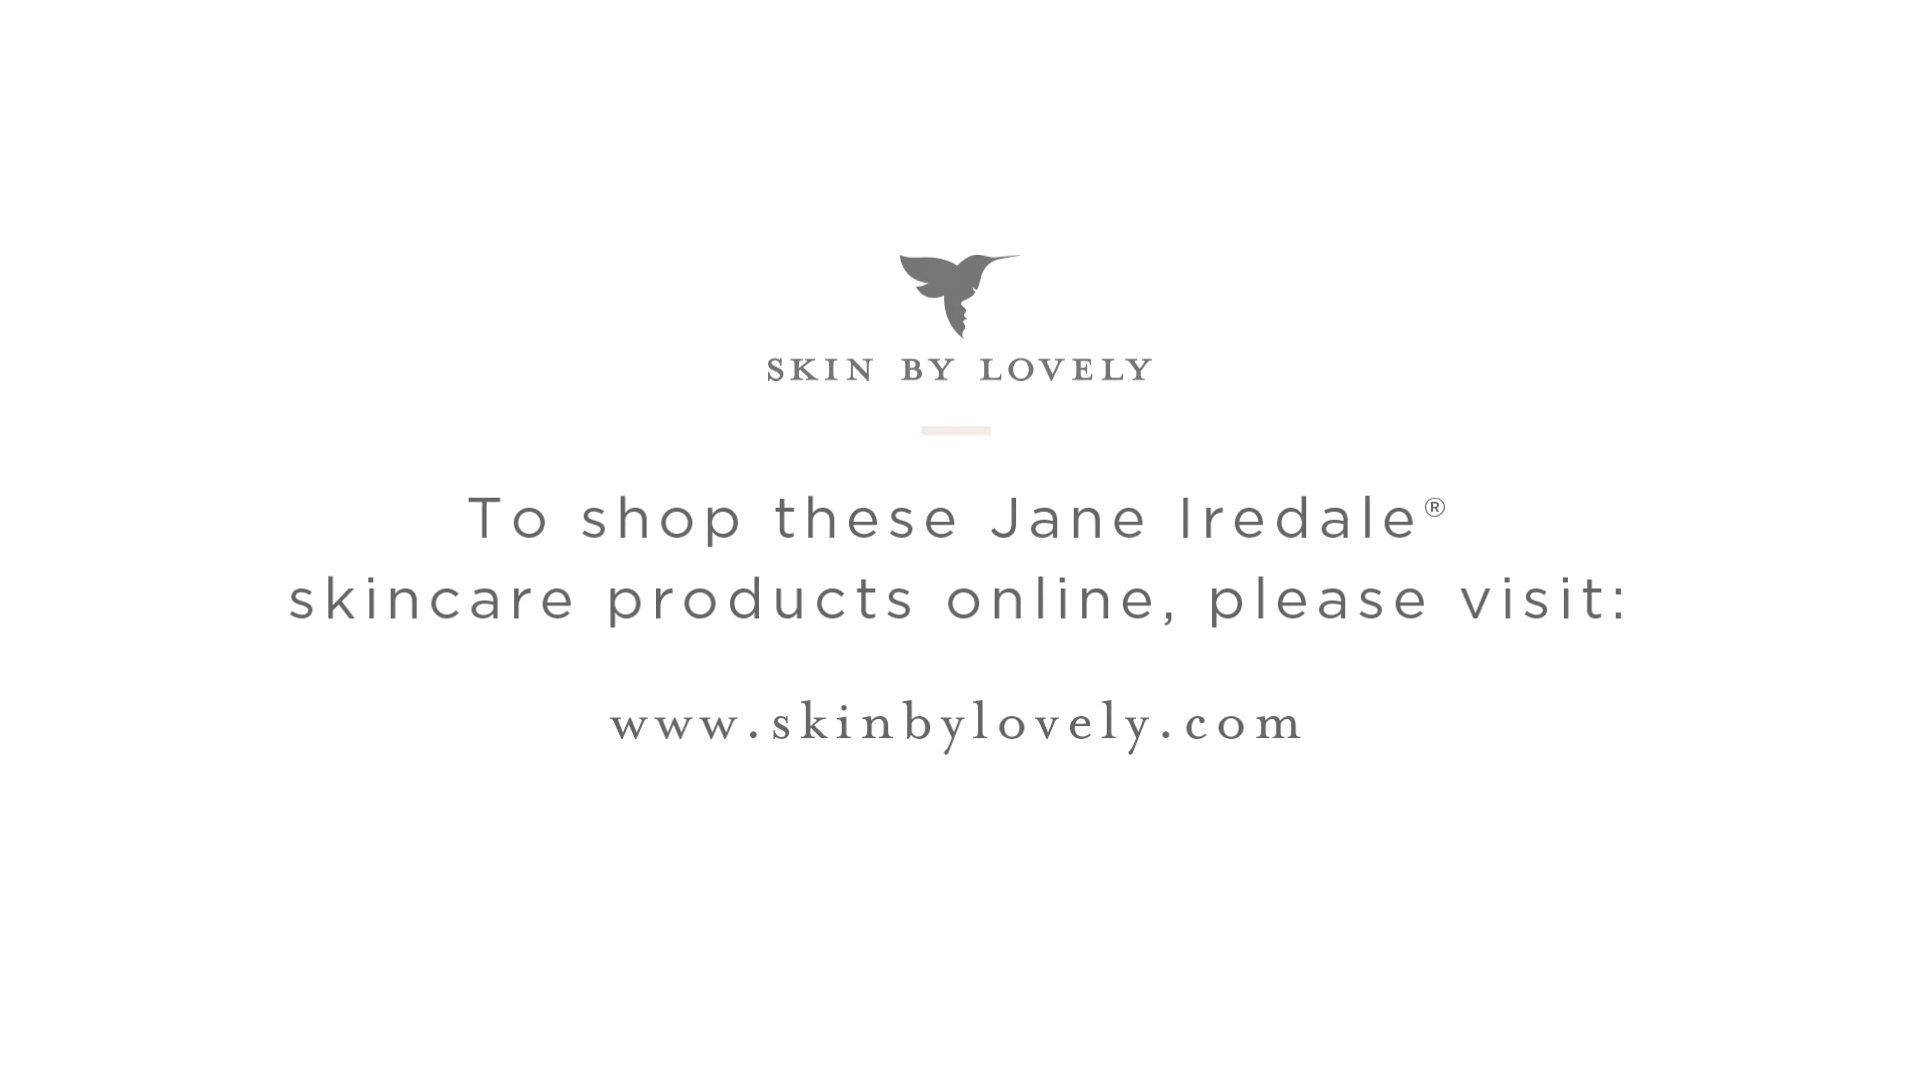 SKIN BY LOVELY
To shop these Jane Iredale®
skincare products online, please visit:
www.skinbylovely.com